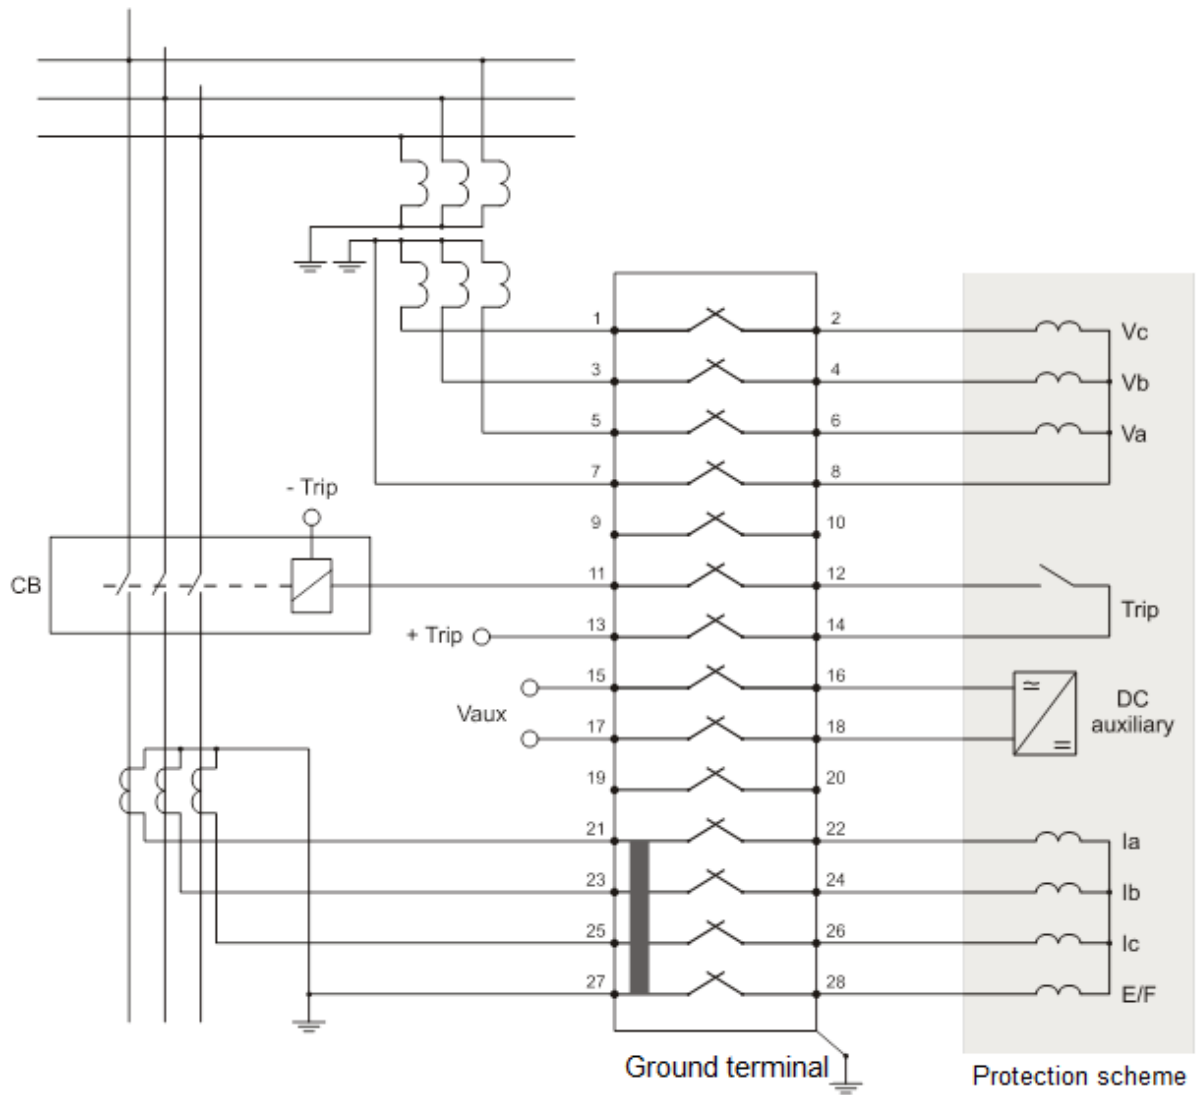 1 2 Vc
3 4 Vb
5 6 Va
7 8
- Trip
9 10
CB
11 12
Trip
+ Trip 13 14
15 16
Vaux
DC
auxiliary
17 18
19 20
21 22 Ia
23 24 Ib
25 26 Ic
27 28 E/F
Ground terminal
Protection scheme